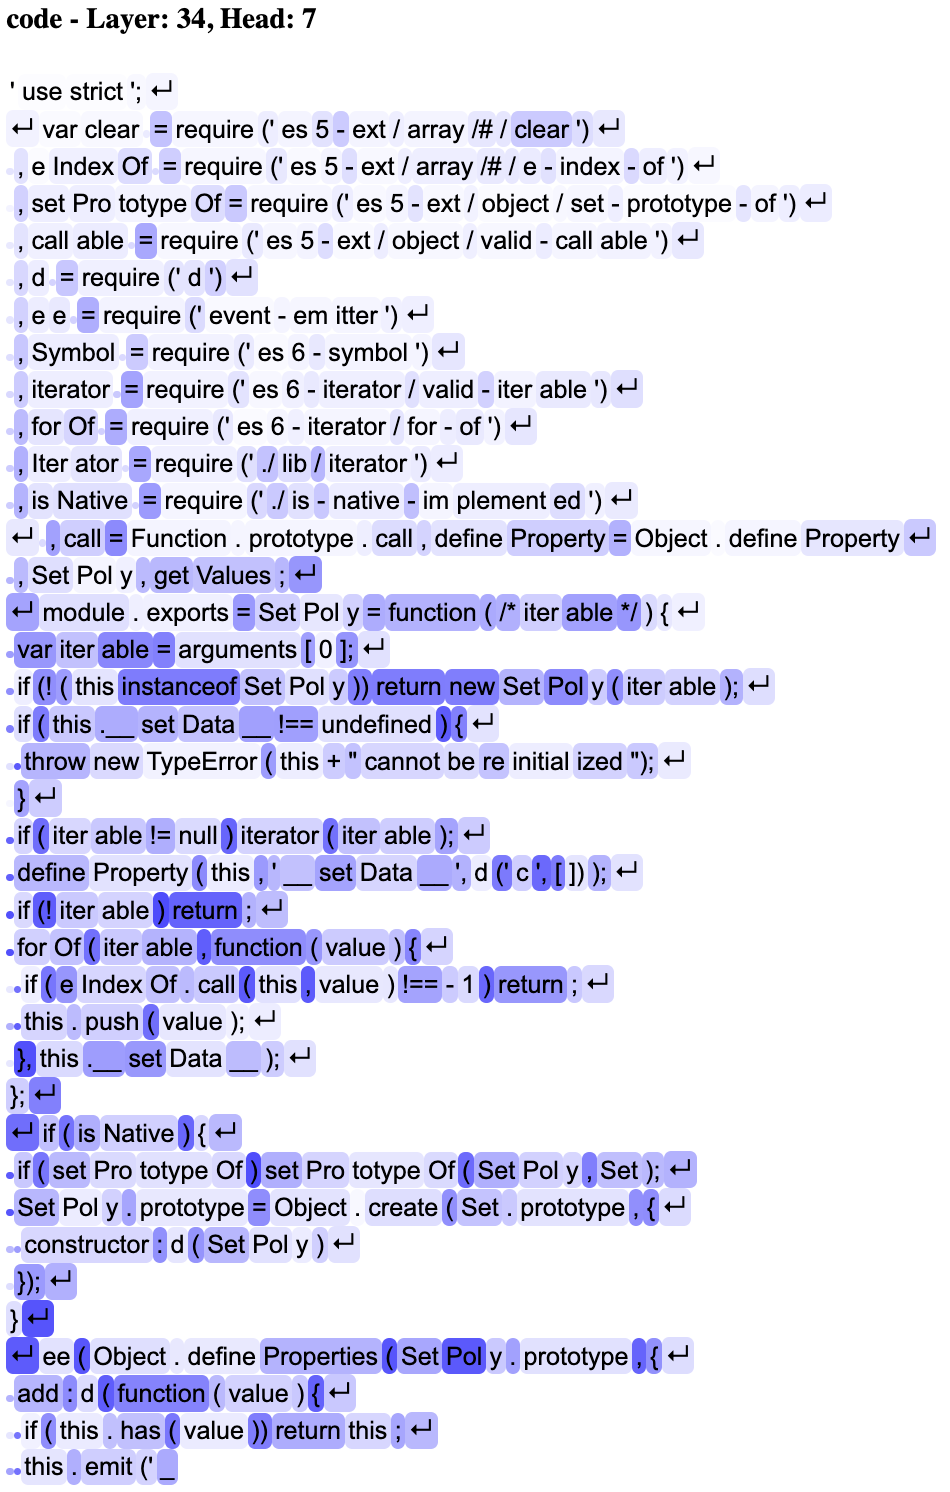 code - Layer: 34, Head: 7
' use strict '; ↵
↵ var clear = require (' es 5 - ext / array /# / clear ') ↵
, e Index Of = require (' es 5 - ext / array /# / e - index - of ') ↵
, set Pro totype Of = require (' es 5 - ext / object / set - prototype - of ') ↵
, call able = require (' es 5 - ext / object / valid - call able ') ↵
, d = require (' d ') ↵
, e e = require (' event - em itter ') ↵
, Symbol = require (' es 6 - symbol ') ↵
, iterator = require (' es 6 - iterator / valid - iter able ') ↵
, for Of = require (' es 6 - iterator / for - of ') ↵
, Iter ator = require (' ./ lib / iterator ') ↵
, is Native = require (' ./ is - native - im plement ed ') ↵
↵ , call = Function . prototype . call , define Property = Object . define Property ↵
, Set Pol y , get Values ; ↵
↵ module . exports = Set Pol y = function ( /* iter able */ ) { ↵
var iter able = arguments [ 0 ]; ↵
if (! ( this instanceof Set Pol y )) return new Set Pol y ( iter able ); ↵
if ( this .__ set Data __ !== undefined ) { ↵
throw new TypeError ( this + " cannot be re initial ized "); ↵
} ↵
if ( iter able != null ) iterator ( iter able ); ↵
define Property ( this , ' __ set Data __ ', d (' c ', [ ]) ); ↵
if (! iter able ) return ; ↵
for Of ( iter able , function ( value ) { ↵
if ( e Index Of . call ( this , value ) !== - 1 ) return ; ↵
this . push ( value ); ↵
}, this .__ set Data __ ); ↵
}; ↵
↵ if ( is Native ) { ↵
if ( set Pro totype Of ) set Pro totype Of ( Set Pol y , Set ); ↵
Set Pol y . prototype = Object . create ( Set . prototype , { ↵
constructor : d ( Set Pol y ) ↵
}); ↵
} ↵
↵ ee ( Object . define Properties ( Set Pol y . prototype , { ↵
add : d ( function ( value ) { ↵
if ( this . has ( value )) return this ; ↵
this . emit (' _